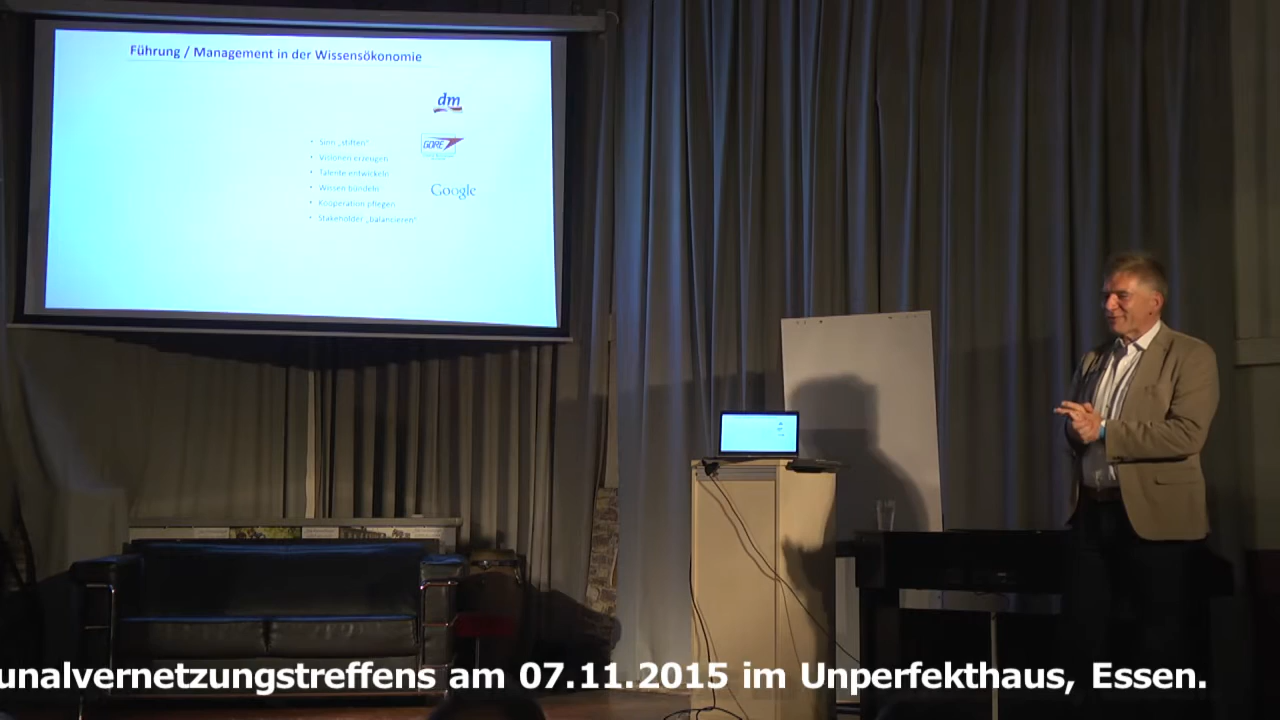 Führung / Management in der Wissensökonomie
dm
• Sinn „stiften“
GORE
• Visionen erzeugen
• Talente entwickeln
• Wissen bündeln
Google
• Kooperation pflegen
• Stakeholder „balancieren“
unalvernetzungstreffens am 07.11.2015 im Unperfekthaus, Essen.